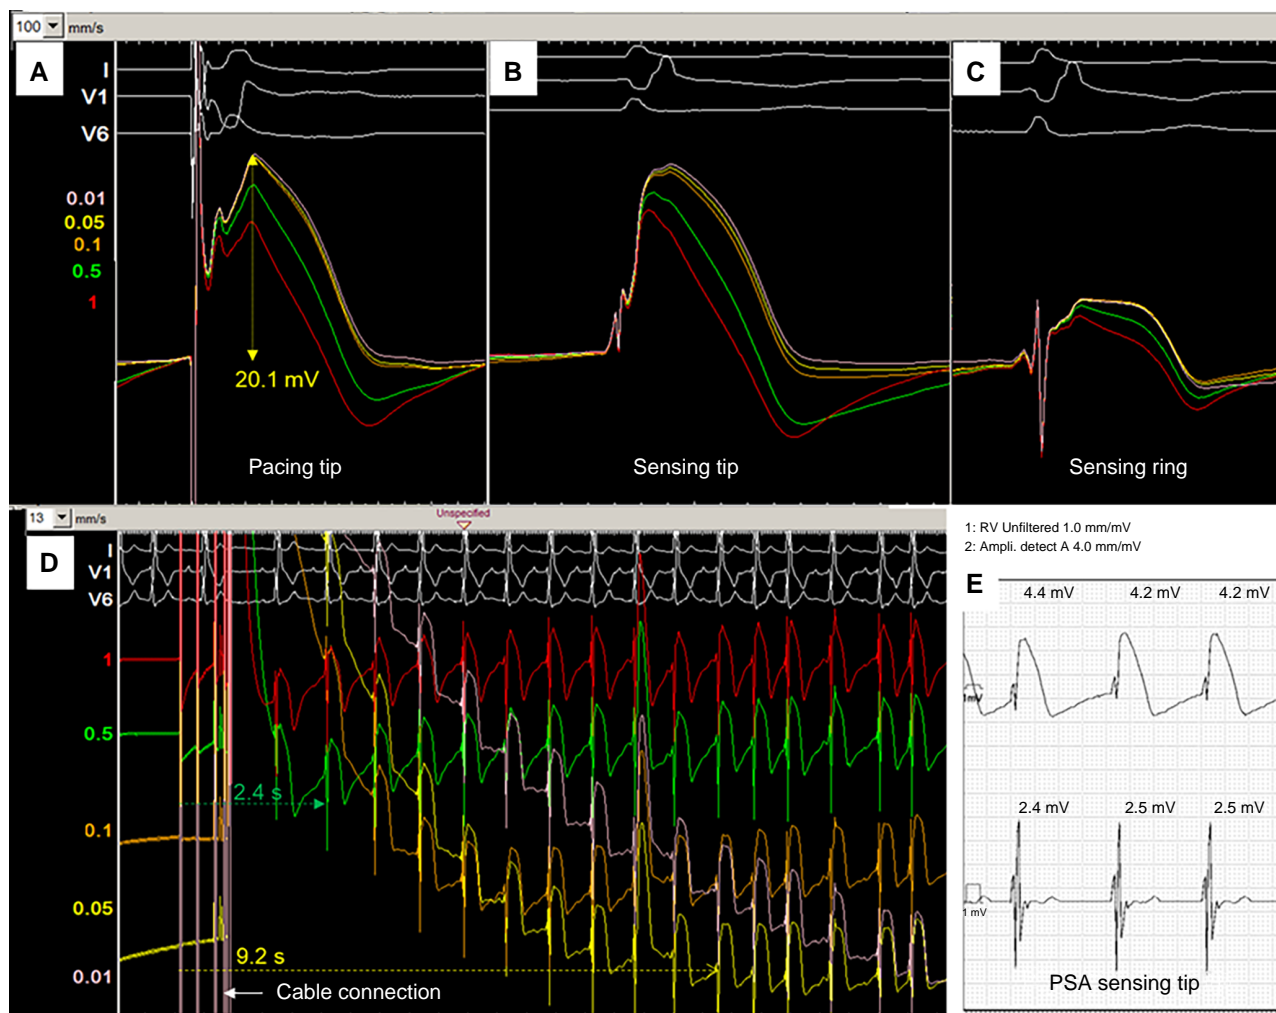 100 mm/s
A
B
C
I
V1
V6
0.01
0.05
0.1
0.5
1
20.1 mV
Pacing tip
Sensing tip
Sensing ring
13 mm/s
Unspecified
D
I
V1
V6
1
0.5
2.4 s
0.1
0.05
9.2 s
0.01
Cable connection
1: RV Unfiltered 1.0 mm/mV
2: Ampli. detect A 4.0 mm/mV
E
4.4 mV 4.2 mV 4.2 mV
1mV
2.4 mV 2.5 mV 2.5 mV
1 mV
PSA sensing tip